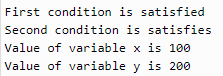 First condition is satisfied
Second condition is satisfies
Value of variable x is 100
Value of variable y is 200